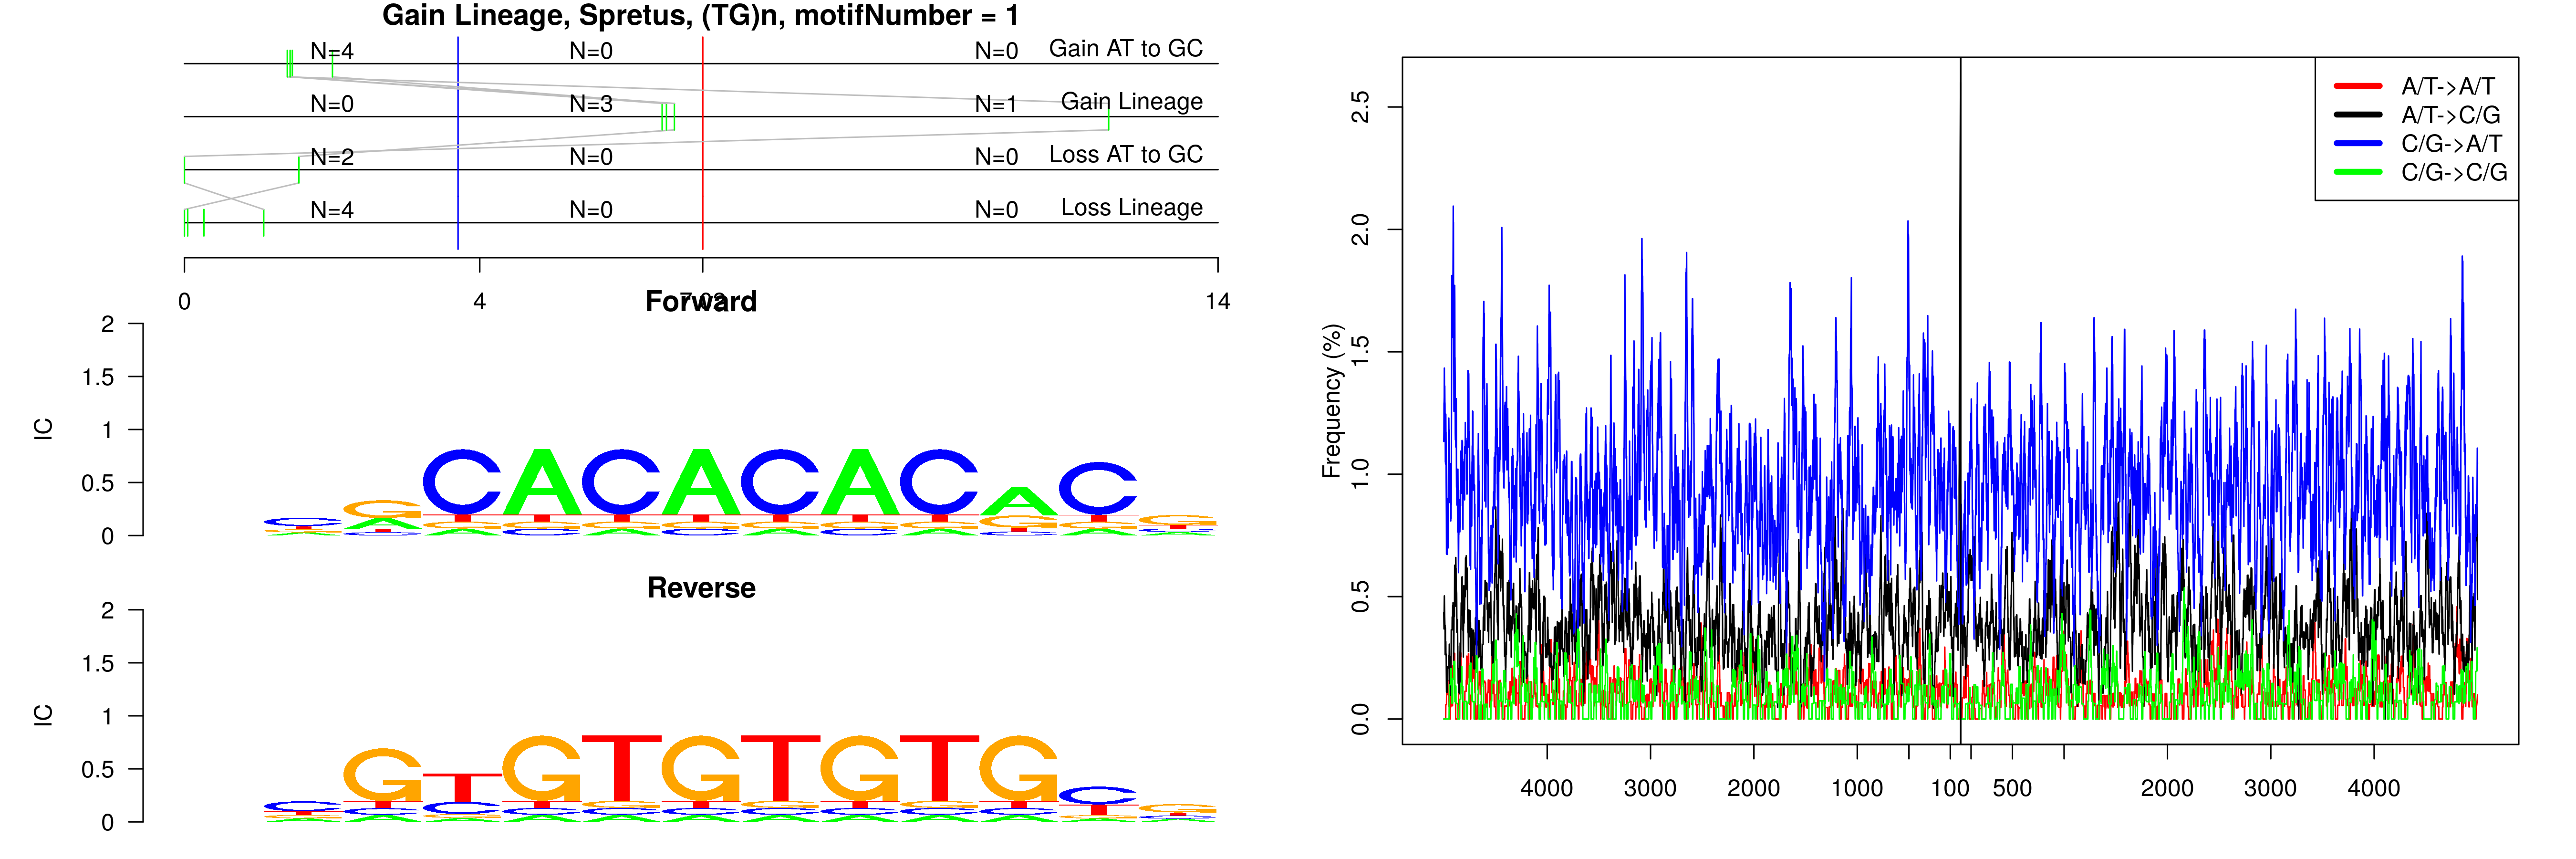 Gain Lineage, Spretus, (TG)n, motifNumber = 1
N=4 N=0 N=0 Gain AT to GC
N=0 N=3 N=1 Gain Lineage
N=2 N=0 N=0 Loss AT to GC
N=4 N=0 N=0 Loss Lineage
0 4 14
Forward
2
1.5
1
0.5
0
IC
CACACACAC
Reverse
2
1.5
1
0.5
0
IC
GTGTGTGTG
A/T->A/T
A/T->C/G
C/G->A/T
C/G->C/G
Frequency (%)
2.5
2.0
1.5
1.0
0.5
0.0
4000 3000 2000 1000 100 500 2000 3000 4000